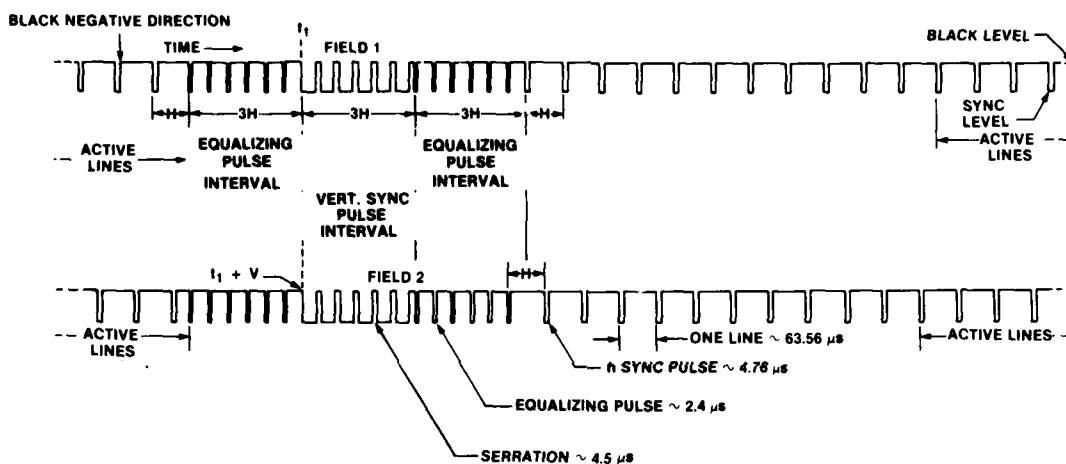 BLACK NEGATIVE DIRECTION
t₁
TIME
FIELD 1
BLACK LEVEL
H
3H
3H
3H
H
SYNC
LEVEL
ACTIVE
LINES
EQUALIZING
PULSE
INTERVAL
EQUALIZING
PULSE
INTERVAL
ACTIVE
LINES
VERT. SYNC
PULSE
INTERVAL
t₁ + V
FIELD 2
H
ACTIVE
LINES
ONE LINE ~ 63.56 μs
ACTIVE LINES
h SYNC PULSE ~ 4.76 μs
EQUALIZING PULSE ~ 2.4 μs
SERRATION ~ 4.5 μs